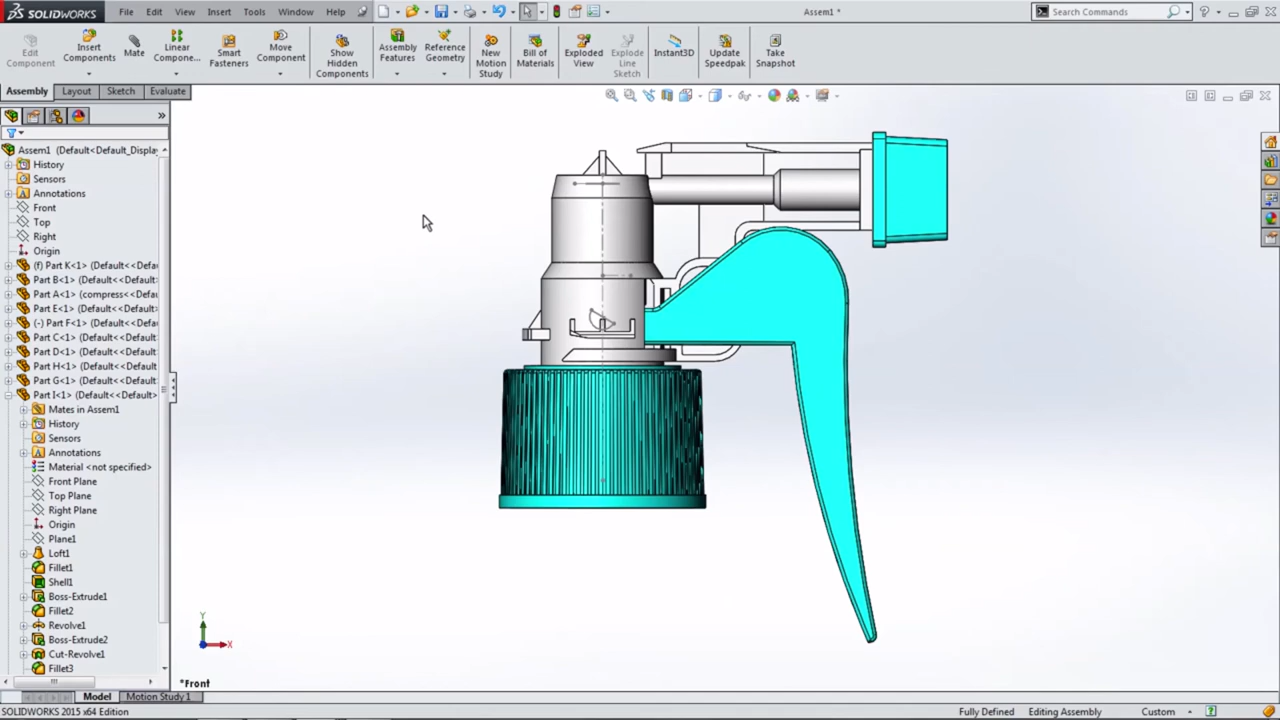 SOLIDWORKS File Edit View Insert Tools Window Help Assem1 * Search Commands
Edit Component Insert Components Mate Linear Compone... Smart Fasteners Move Component Show Hidden Components Assembly Features Reference Geometry New Motion Study Bill of Materials Exploded View Explode Line Sketch Instant3D Update Speedpak Take Snapshot
Assembly Layout Sketch Evaluate
Assem1 (Default<Default_Displa
History
Sensors
Annotations
Front
Top
Right
Origin
(f) Part K<1> (Default<<Defau
Part B<1> (Default<<Default>
Part A<1> (compress<<Default
Part E<1> (Default<<Default>
(-) Part F<1> (Default<<Defau
Part C<1> (Default<<Default>
Part D<1> (Default<<Default>
Part H<1> (Default<<Default>
Part G<1> (Default<<Default>
Part I<1> (Default<<Default>
Mates in Assem1
History
Sensors
Annotations
Material <not specified>
Front Plane
Top Plane
Right Plane
Origin
Plane1
Loft1
Fillet1
Shell1
Boss-Extrude1
Fillet2
Revolve1
Boss-Extrude2
Cut-Revolve1
Fillet3
Y
X
*Front
Model Motion Study 1
SOLIDWORKS 2015 x64 Edition Fully Defined Editing Assembly Custom